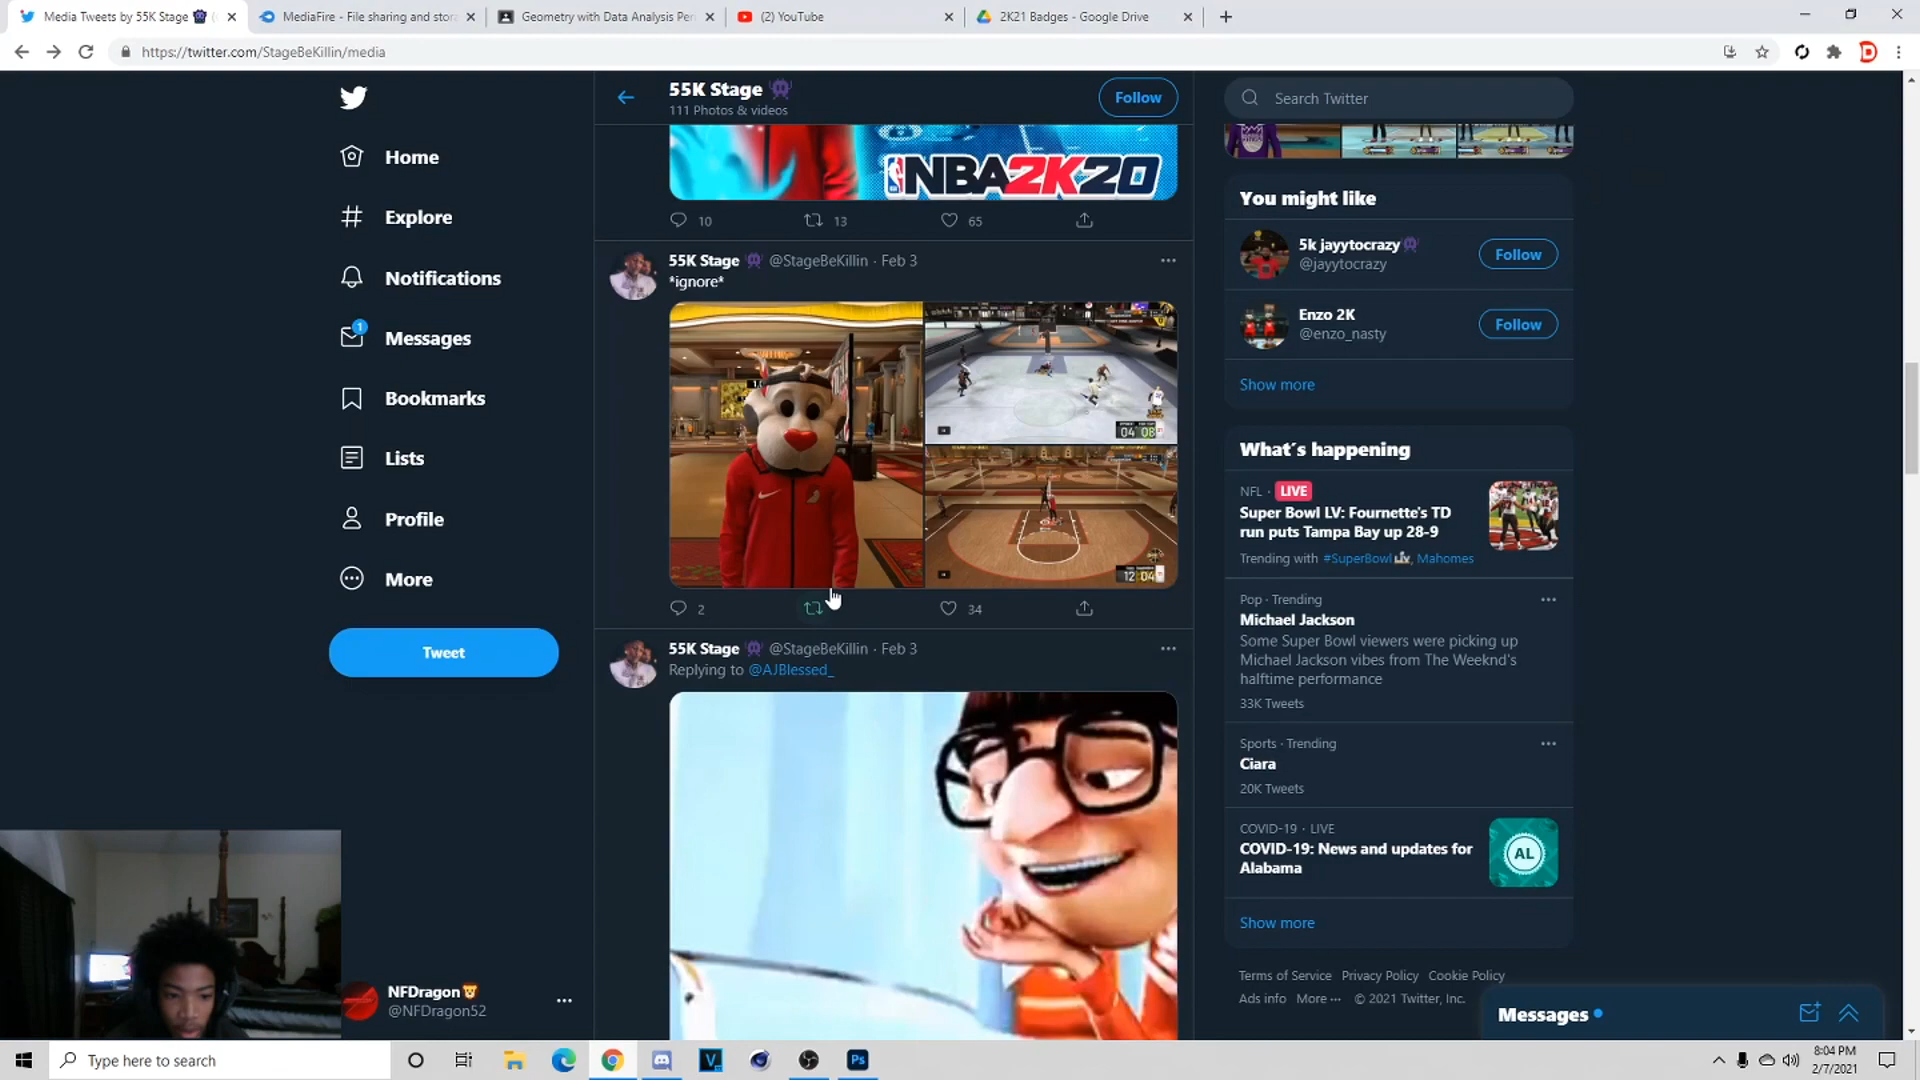 Media Tweets by 55K Stage
MediaFire - File sharing and stora
Geometry with Data Analysis Per
(2) YouTube
2K21 Badges - Google Drive
https://twitter.com/StageBeKillin/media
D
Home
Explore
Notifications
1
Messages
Bookmarks
Lists
Profile
More
Tweet
NFDragon
@NFDragon52
55K Stage
111 Photos & videos
Follow
NBA2K20
10
13
65
55K Stage @StageBeKillin · Feb 3
*ignore*
04 08
12 04
2
34
55K Stage @StageBeKillin · Feb 3
Replying to @AJBlessed_
Search Twitter
You might like
5k jayytocrazy
@jayytocrazy
Follow
Enzo 2K
@enzo_nasty
Follow
Show more
What's happening
NFL · LIVE
Super Bowl LV: Fournette's TD
run puts Tampa Bay up 28-9
Trending with #SuperBowl, Mahomes
Pop · Trending
Michael Jackson
Some Super Bowl viewers were picking up
Michael Jackson vibes from The Weeknd's
halftime performance
33K Tweets
Sports · Trending
Ciara
20K Tweets
COVID-19 · LIVE
COVID-19: News and updates for
Alabama
AL
Show more
Terms of Service Privacy Policy Cookie Policy
Ads info More ··· © 2021 Twitter, Inc.
Messages
Type here to search
V
Ps
8:04 PM
2/7/2021